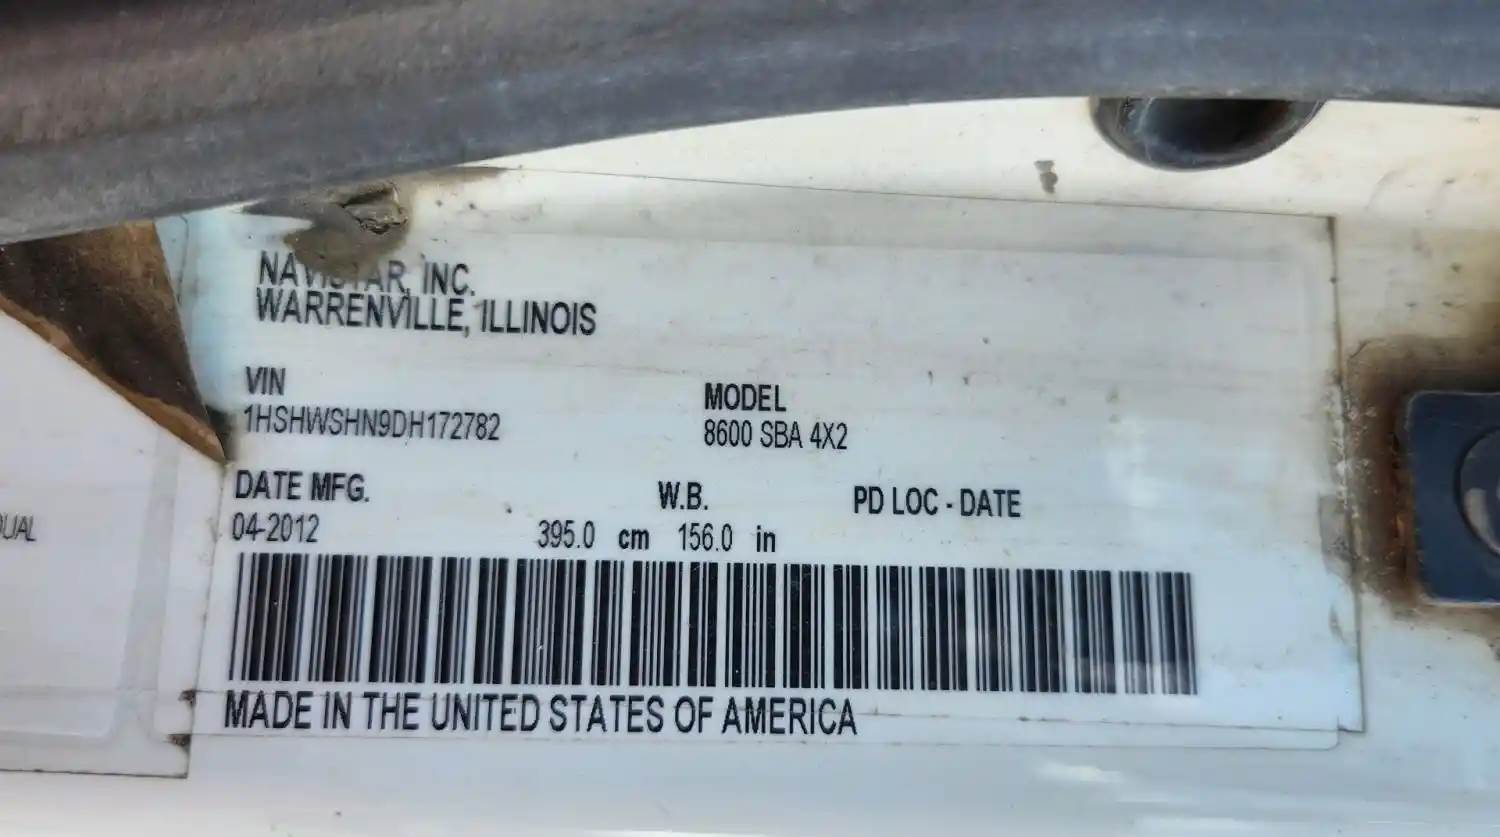 NAVISTAR, INC.
WARRENVILLE, ILLINOIS
VIN
1HSHWSHN9DH172782
MODEL
8600 SBA 4X2
DATE MFG.
04-2012
W.B.
395.0 cm 156.0 in
PD LOC - DATE
MADE IN THE UNITED STATES OF AMERICA